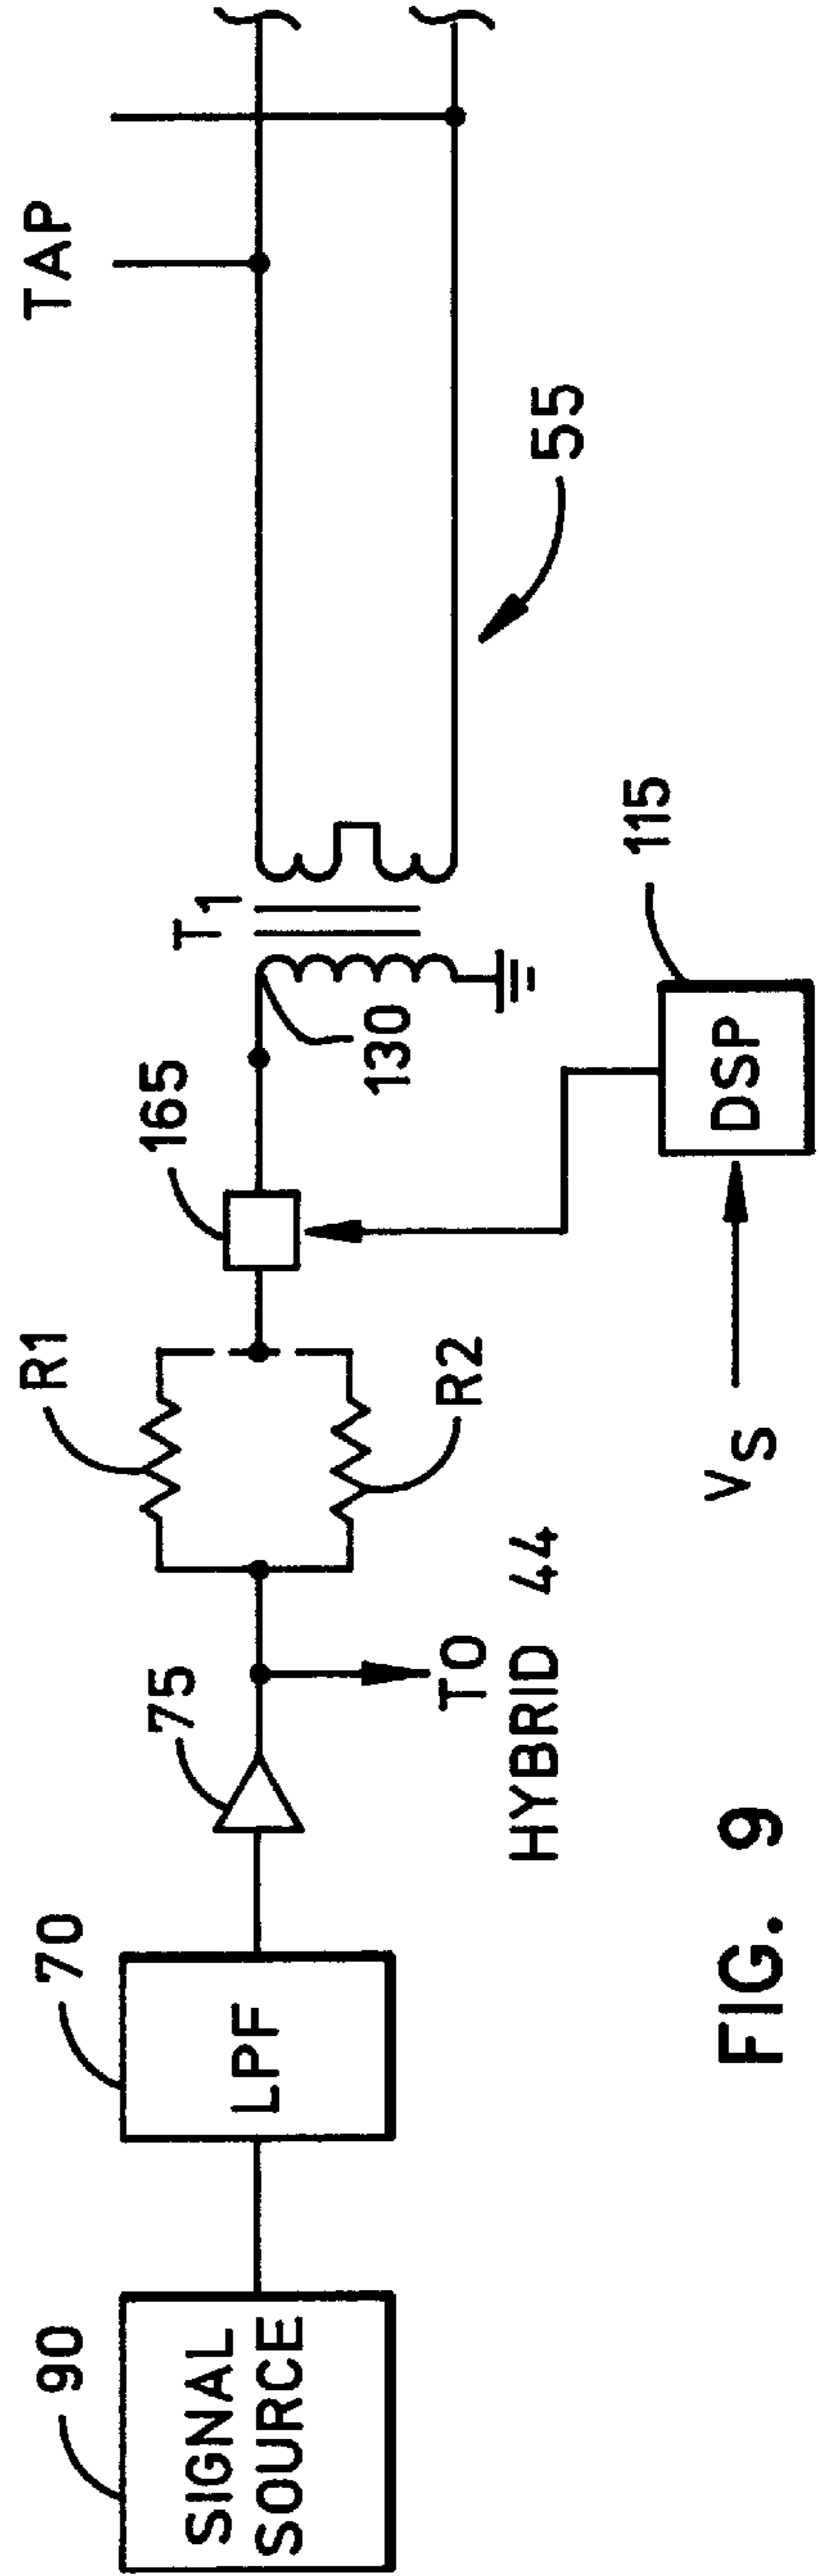 90
SIGNAL
SOURCE
70
LPF
75
TO
HYBRID 44
R1
R2
165
130
T1
VS
DSP
115
55
TAP
FIG. 9